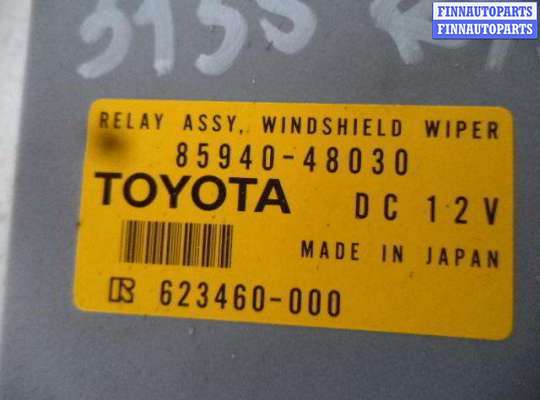 FINNAUTOPARTS
FINNAUTOPARTS
RELAY ASSY, WINDSHIELD WIPER
85940-48030
TOYOTA DC 12V
MADE IN JAPAN
R 623460-000